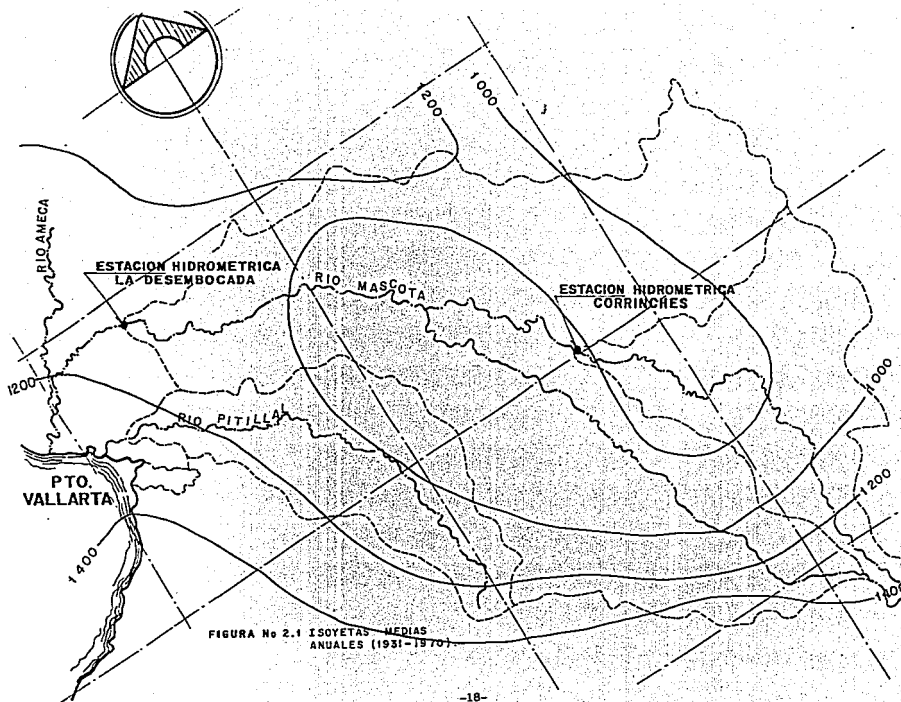 1200
1000
RIO AMECA
ESTACION HIDROMETRICA
LA DESEMBOCADA
RIO MASCOTA
ESTACION HIDROMETRICA
CORRINCHES
1200
RIO PITILLAL
1000
PTO.
VALLARTA
1200
1400
1400
FIGURA No 2.1 ISOYETAS MEDIAS
ANUALES (1931-1970).
-18-